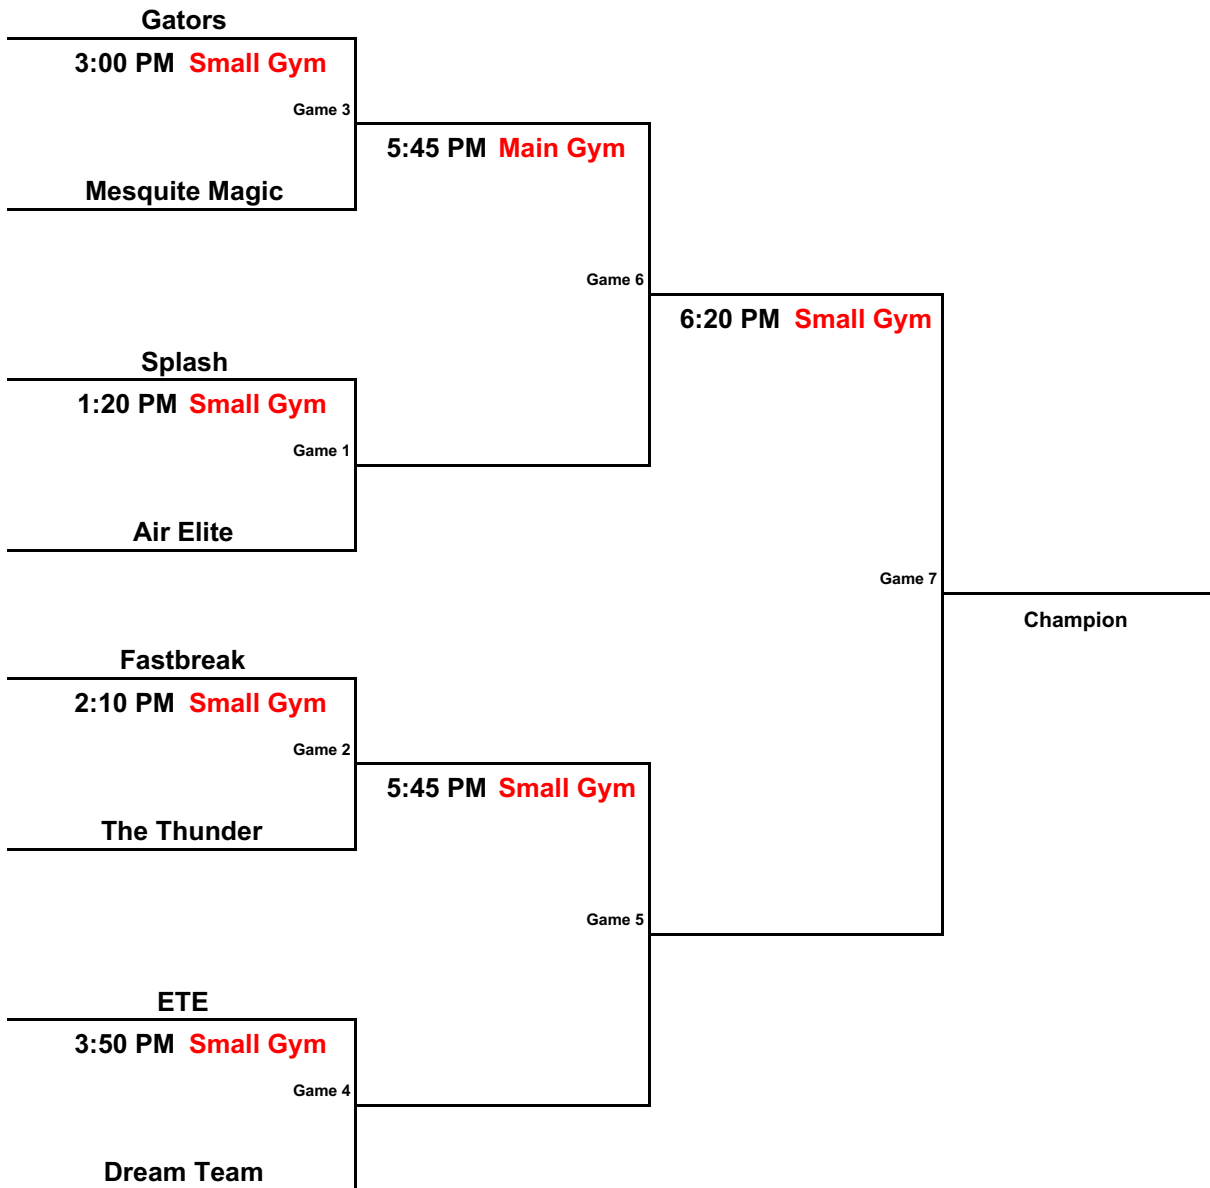 Gators
3:00 PM Small Gym
Game 3
5:45 PM Main Gym
Mesquite Magic
Game 6
6:20 PM Small Gym
Splash
1:20 PM Small Gym
Game 1
Air Elite
Game 7
Champion
Fastbreak
2:10 PM Small Gym
Game 2
5:45 PM Small Gym
The Thunder
Game 5
ETE
3:50 PM Small Gym
Game 4
Dream Team